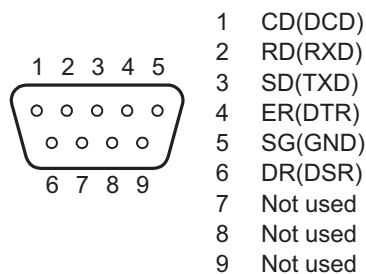 1 2 3 4 5
6 7 8 9
1 CD(DCD)
2 RD(RXD)
3 SD(TXD)
4 ER(DTR)
5 SG(GND)
6 DR(DSR)
7 Not used
8 Not used
9 Not used